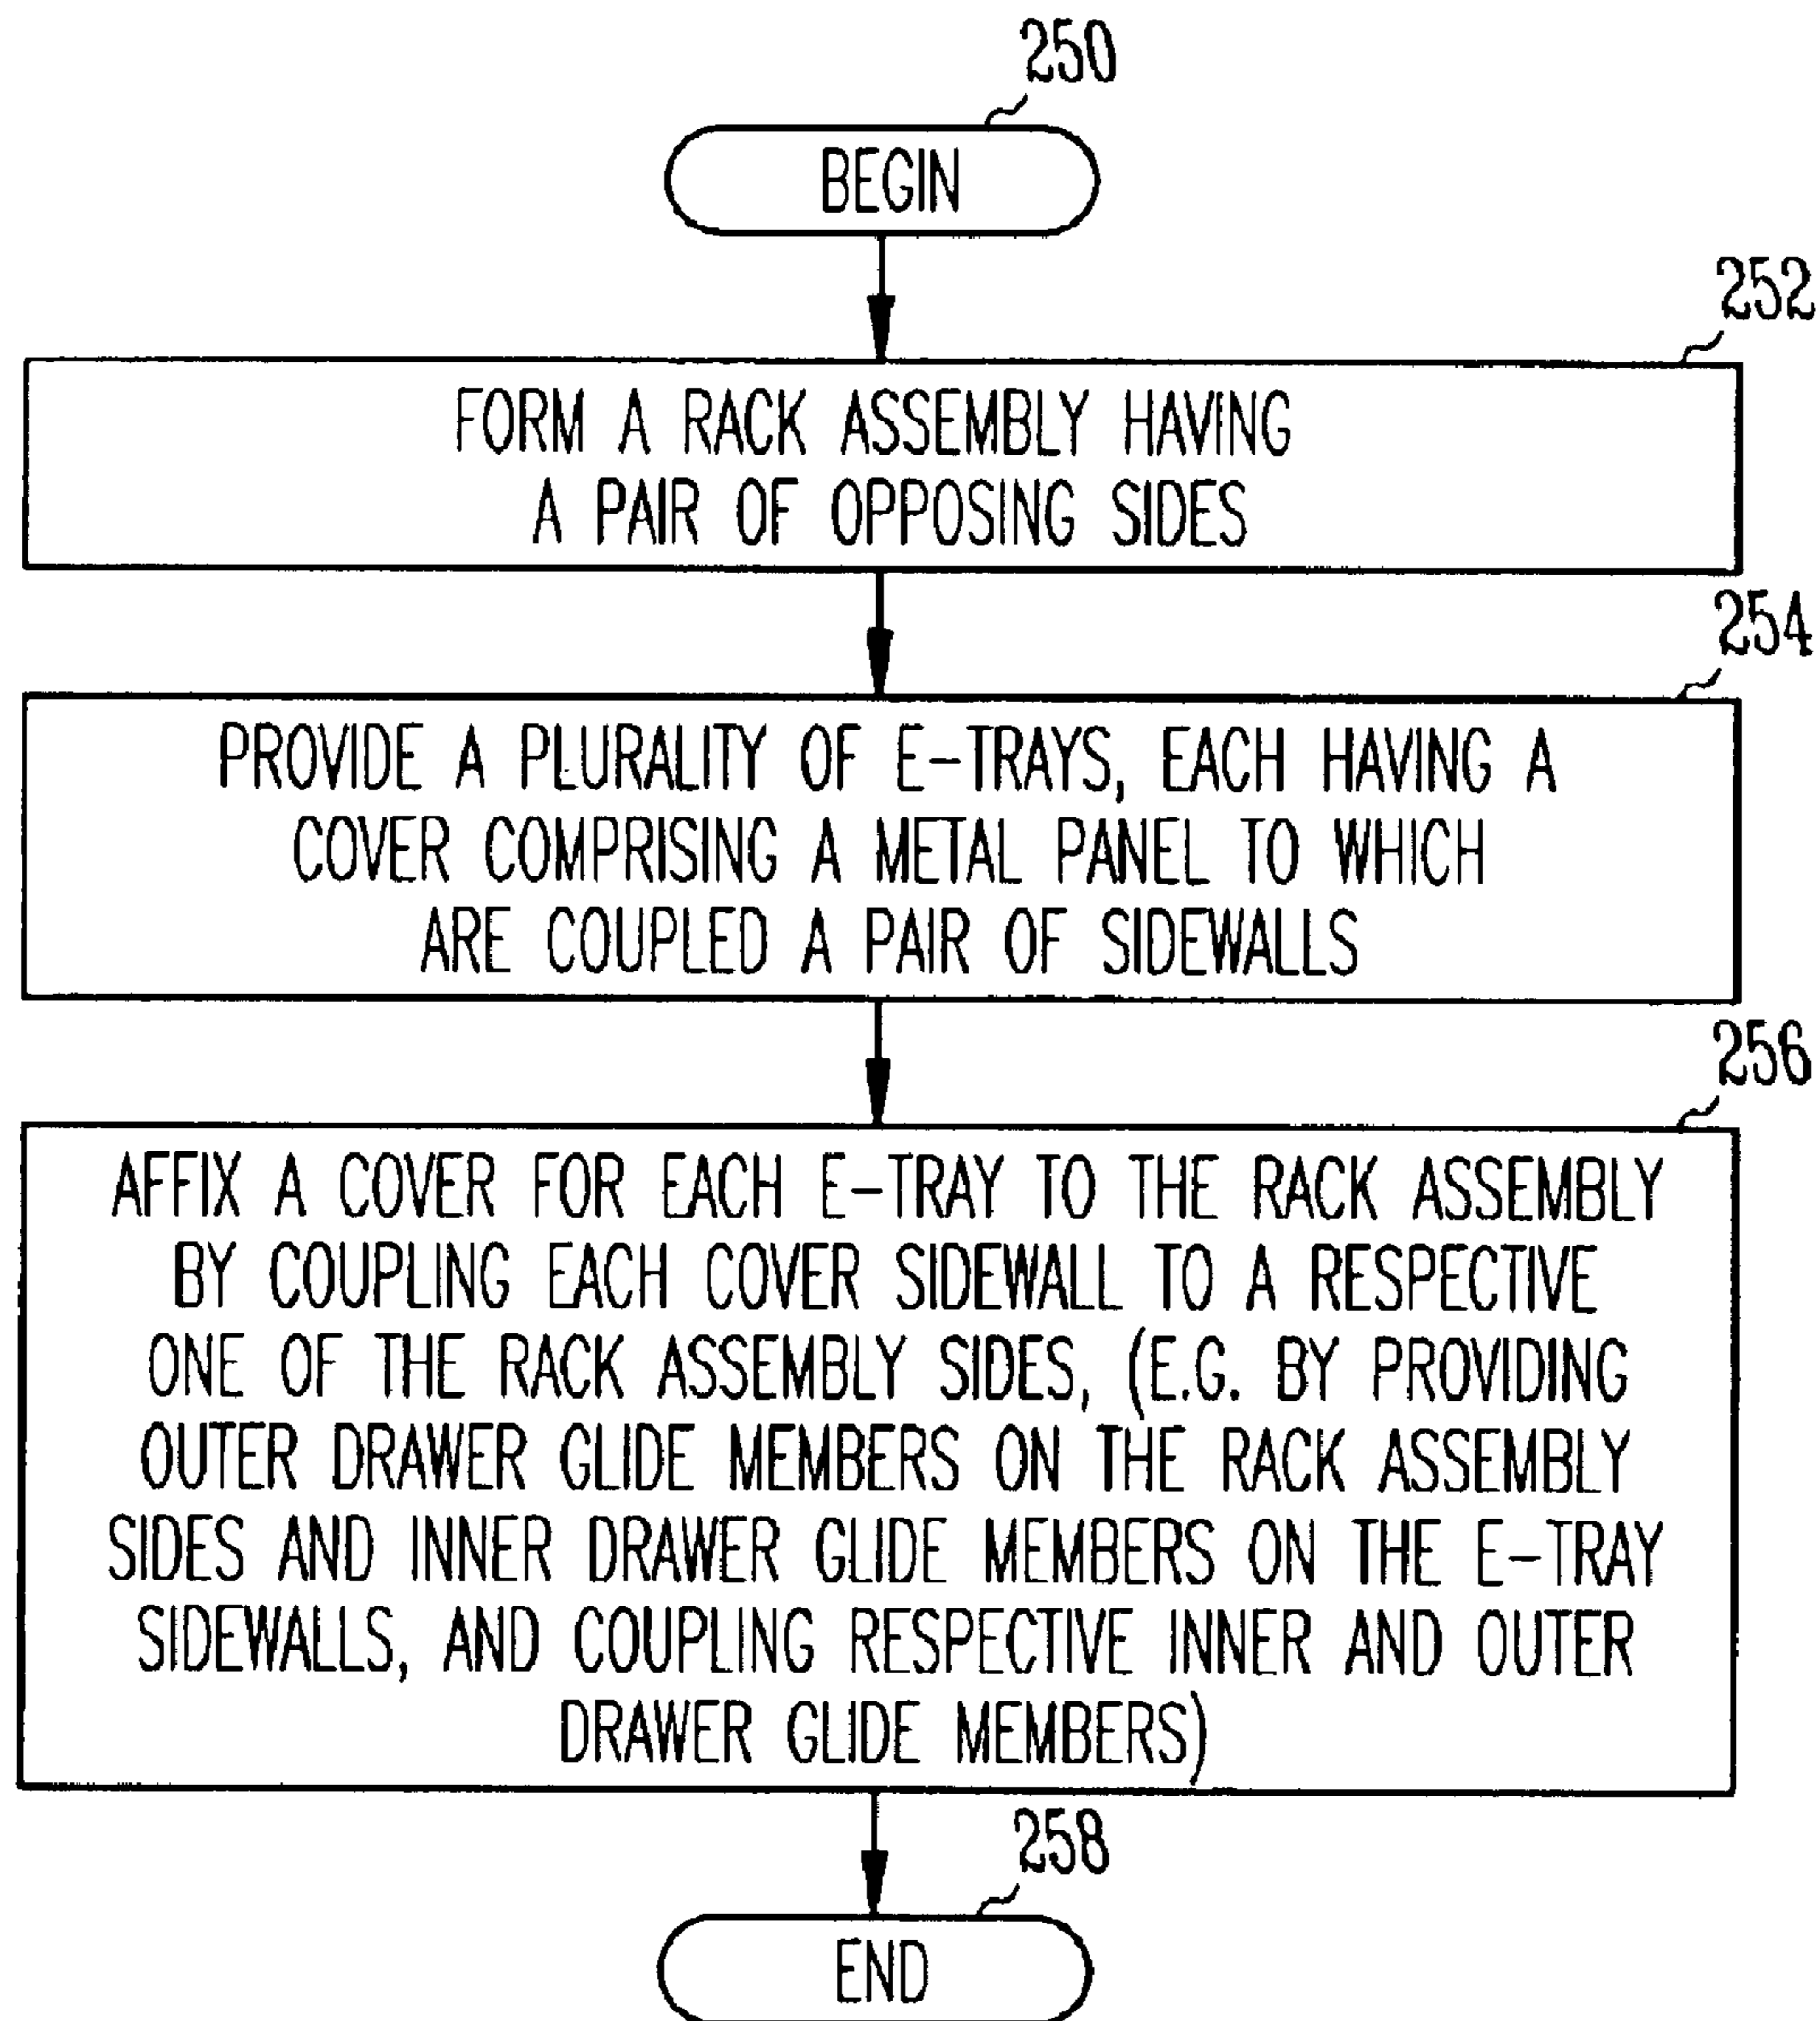 250
BEGIN
252
FORM A RACK ASSEMBLY HAVING
A PAIR OF OPPOSING SIDES
254
PROVIDE A PLURALITY OF E-TRAYS, EACH HAVING A
COVER COMPRISING A METAL PANEL TO WHICH
ARE COUPLED A PAIR OF SIDEWALLS
256
AFFIX A COVER FOR EACH E-TRAY TO THE RACK ASSEMBLY
BY COUPLING EACH COVER SIDEWALL TO A RESPECTIVE
ONE OF THE RACK ASSEMBLY SIDES, (E.G. BY PROVIDING
OUTER DRAWER GLIDE MEMBERS ON THE RACK ASSEMBLY
SIDES AND INNER DRAWER GLIDE MEMBERS ON THE E-TRAY
SIDEWALLS, AND COUPLING RESPECTIVE INNER AND OUTER
DRAWER GLIDE MEMBERS)
258
END